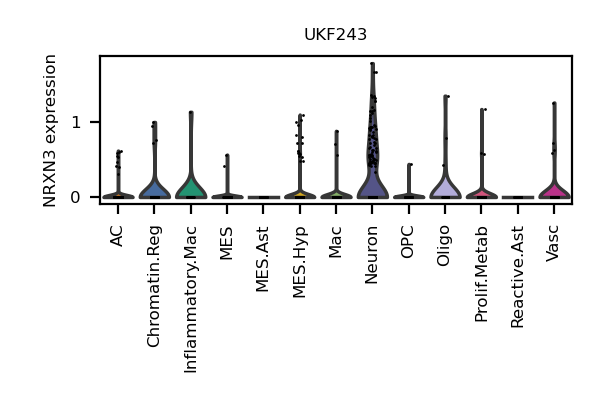 UKF243
NRXN3 expression
1
0
AC
Chromatin.Reg
Inflammatory.Mac
MES
MES.Ast
MES.Hyp
Mac
Neuron
OPC
Oligo
Prolif.Metab
Reactive.Ast
Vasc